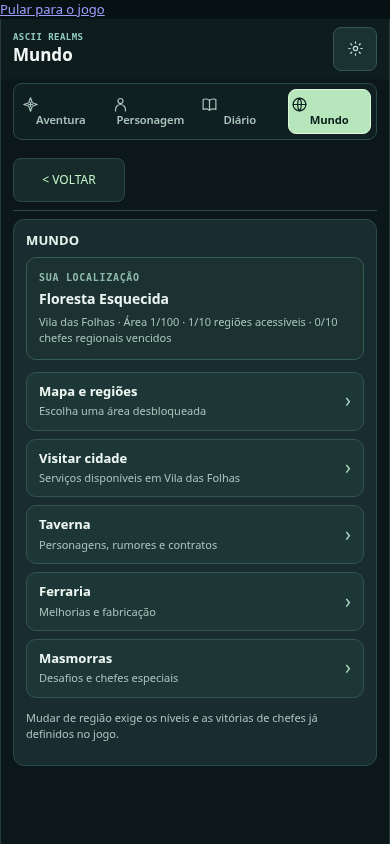 Pular para o jogo
ASCII REALMS
Mundo
Aventura
Personagem
Diário
Mundo
< VOLTAR
MUNDO
SUA LOCALIZAÇÃO
Floresta Esquecida
Vila das Folhas · Área 1/100 · 1/10 regiões acessíveis · 0/10
chefes regionais vencidos
Mapa e regiões
Escolha uma área desbloqueada
Visitar cidade
Serviços disponíveis em Vila das Folhas
Taverna
Personagens, rumores e contratos
Ferraria
Melhorias e fabricação
Masmorras
Desafios e chefes especiais
Mudar de região exige os níveis e as vitórias de chefes já
definidos no jogo.